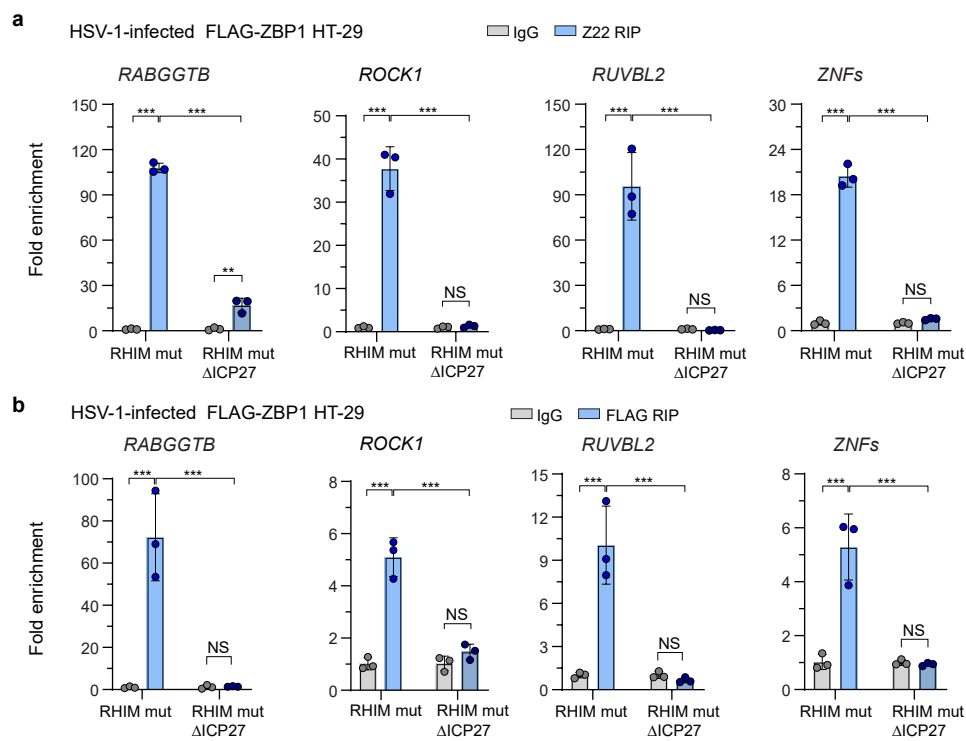 a
HSV-1-infected FLAG-ZBP1 HT-29
IgG Z22 RIP
RABGGTB ROCK1 RUVBL2 ZNFs
Fold enrichment
150
120
90
60
30
0
*** ***
**
RHIM mut RHIM mut
ΔICP27
50
40
30
20
10
0
*** ***
NS
RHIM mut RHIM mut
ΔICP27
150
120
90
60
30
0
*** ***
NS
RHIM mut RHIM mut
ΔICP27
30
24
18
12
6
0
*** ***
NS
RHIM mut RHIM mut
ΔICP27
b
HSV-1-infected FLAG-ZBP1 HT-29
IgG FLAG RIP
RABGGTB ROCK1 RUVBL2 ZNFs
Fold enrichment
100
80
60
40
20
0
*** ***
NS
RHIM mut RHIM mut
ΔICP27
8
6
4
2
0
*** ***
NS
RHIM mut RHIM mut
ΔICP27
15
12
9
6
3
0
*** ***
NS
RHIM mut RHIM mut
ΔICP27
8
6
4
2
0
*** ***
NS
RHIM mut RHIM mut
ΔICP27